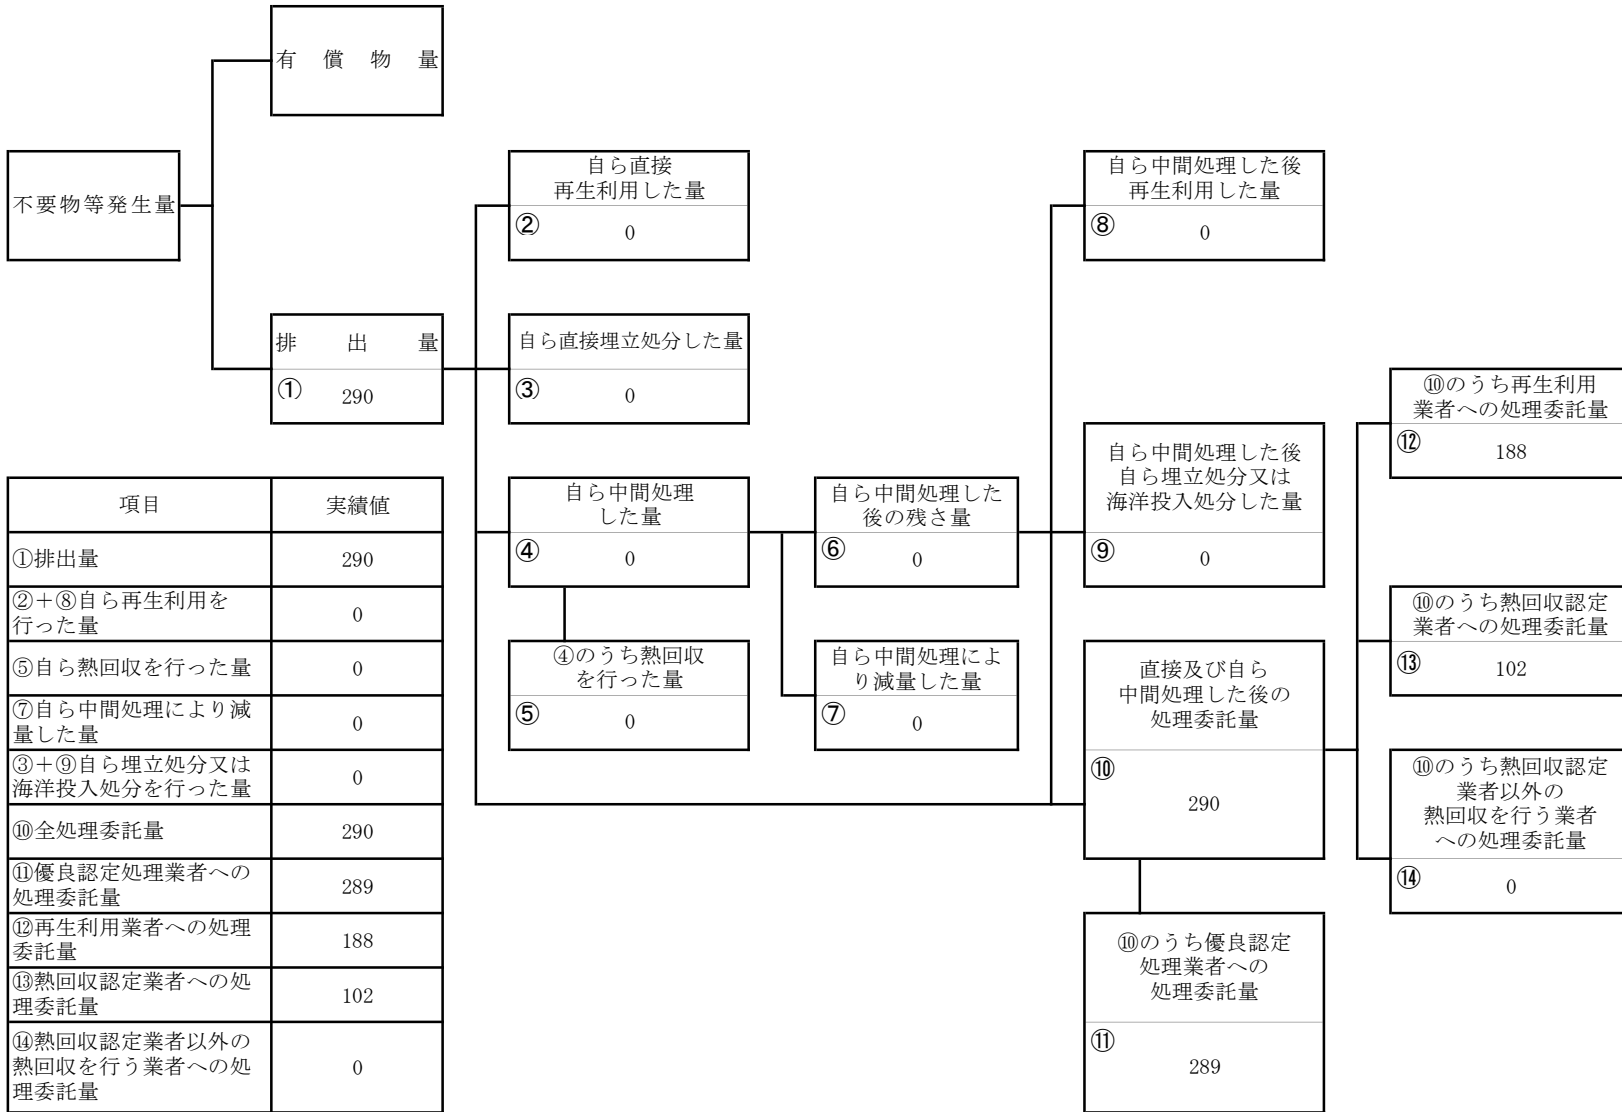 有償物量
不要物等発生量
排出量
① 290
自ら直接
再生利用した量
② 0
自ら直接埋立処分した量
③ 0
自ら中間処理
した量
④ 0
④のうち熱回収
を行った量
⑤ 0
自ら中間処理した
後の残さ量
⑥ 0
自ら中間処理によ
り減量した量
⑦ 0
自ら中間処理した後
再生利用した量
⑧ 0
自ら中間処理した後
自ら埋立処分又は
海洋投入処分した量
⑨ 0
直接及び自ら
中間処理した後の
処理委託量
⑩
290
⑩のうち優良認定
処理業者への
処理委託量
⑪
289
⑩のうち再生利用
業者への処理委託量
⑫ 188
⑩のうち熱回収認定
業者への処理委託量
⑬ 102
⑩のうち熱回収認定
業者以外の
熱回収を行う業者
への処理委託量
⑭ 0
項目 実績値
①排出量 290
②＋⑧自ら再生利用を
行った量 0
⑤自ら熱回収を行った量 0
⑦自ら中間処理により減
量した量 0
③＋⑨自ら埋立処分又は
海洋投入処分を行った量 0
⑩全処理委託量 290
⑪優良認定処理業者への
処理委託量 289
⑫再生利用業者への処理
委託量 188
⑬熱回収認定業者への処
理委託量 102
⑭熱回収認定業者以外の
熱回収を行う業者への処
理委託量 0